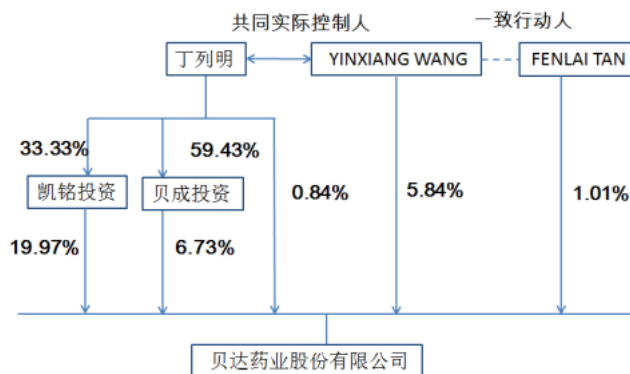 共同实际控制人
一致行动人
丁列明
YINXIANG WANG
FENLAI TAN
33.33%
59.43%
凯铭投资
贝成投资
0.84%
5.84%
1.01%
19.97%
6.73%
贝达药业股份有限公司